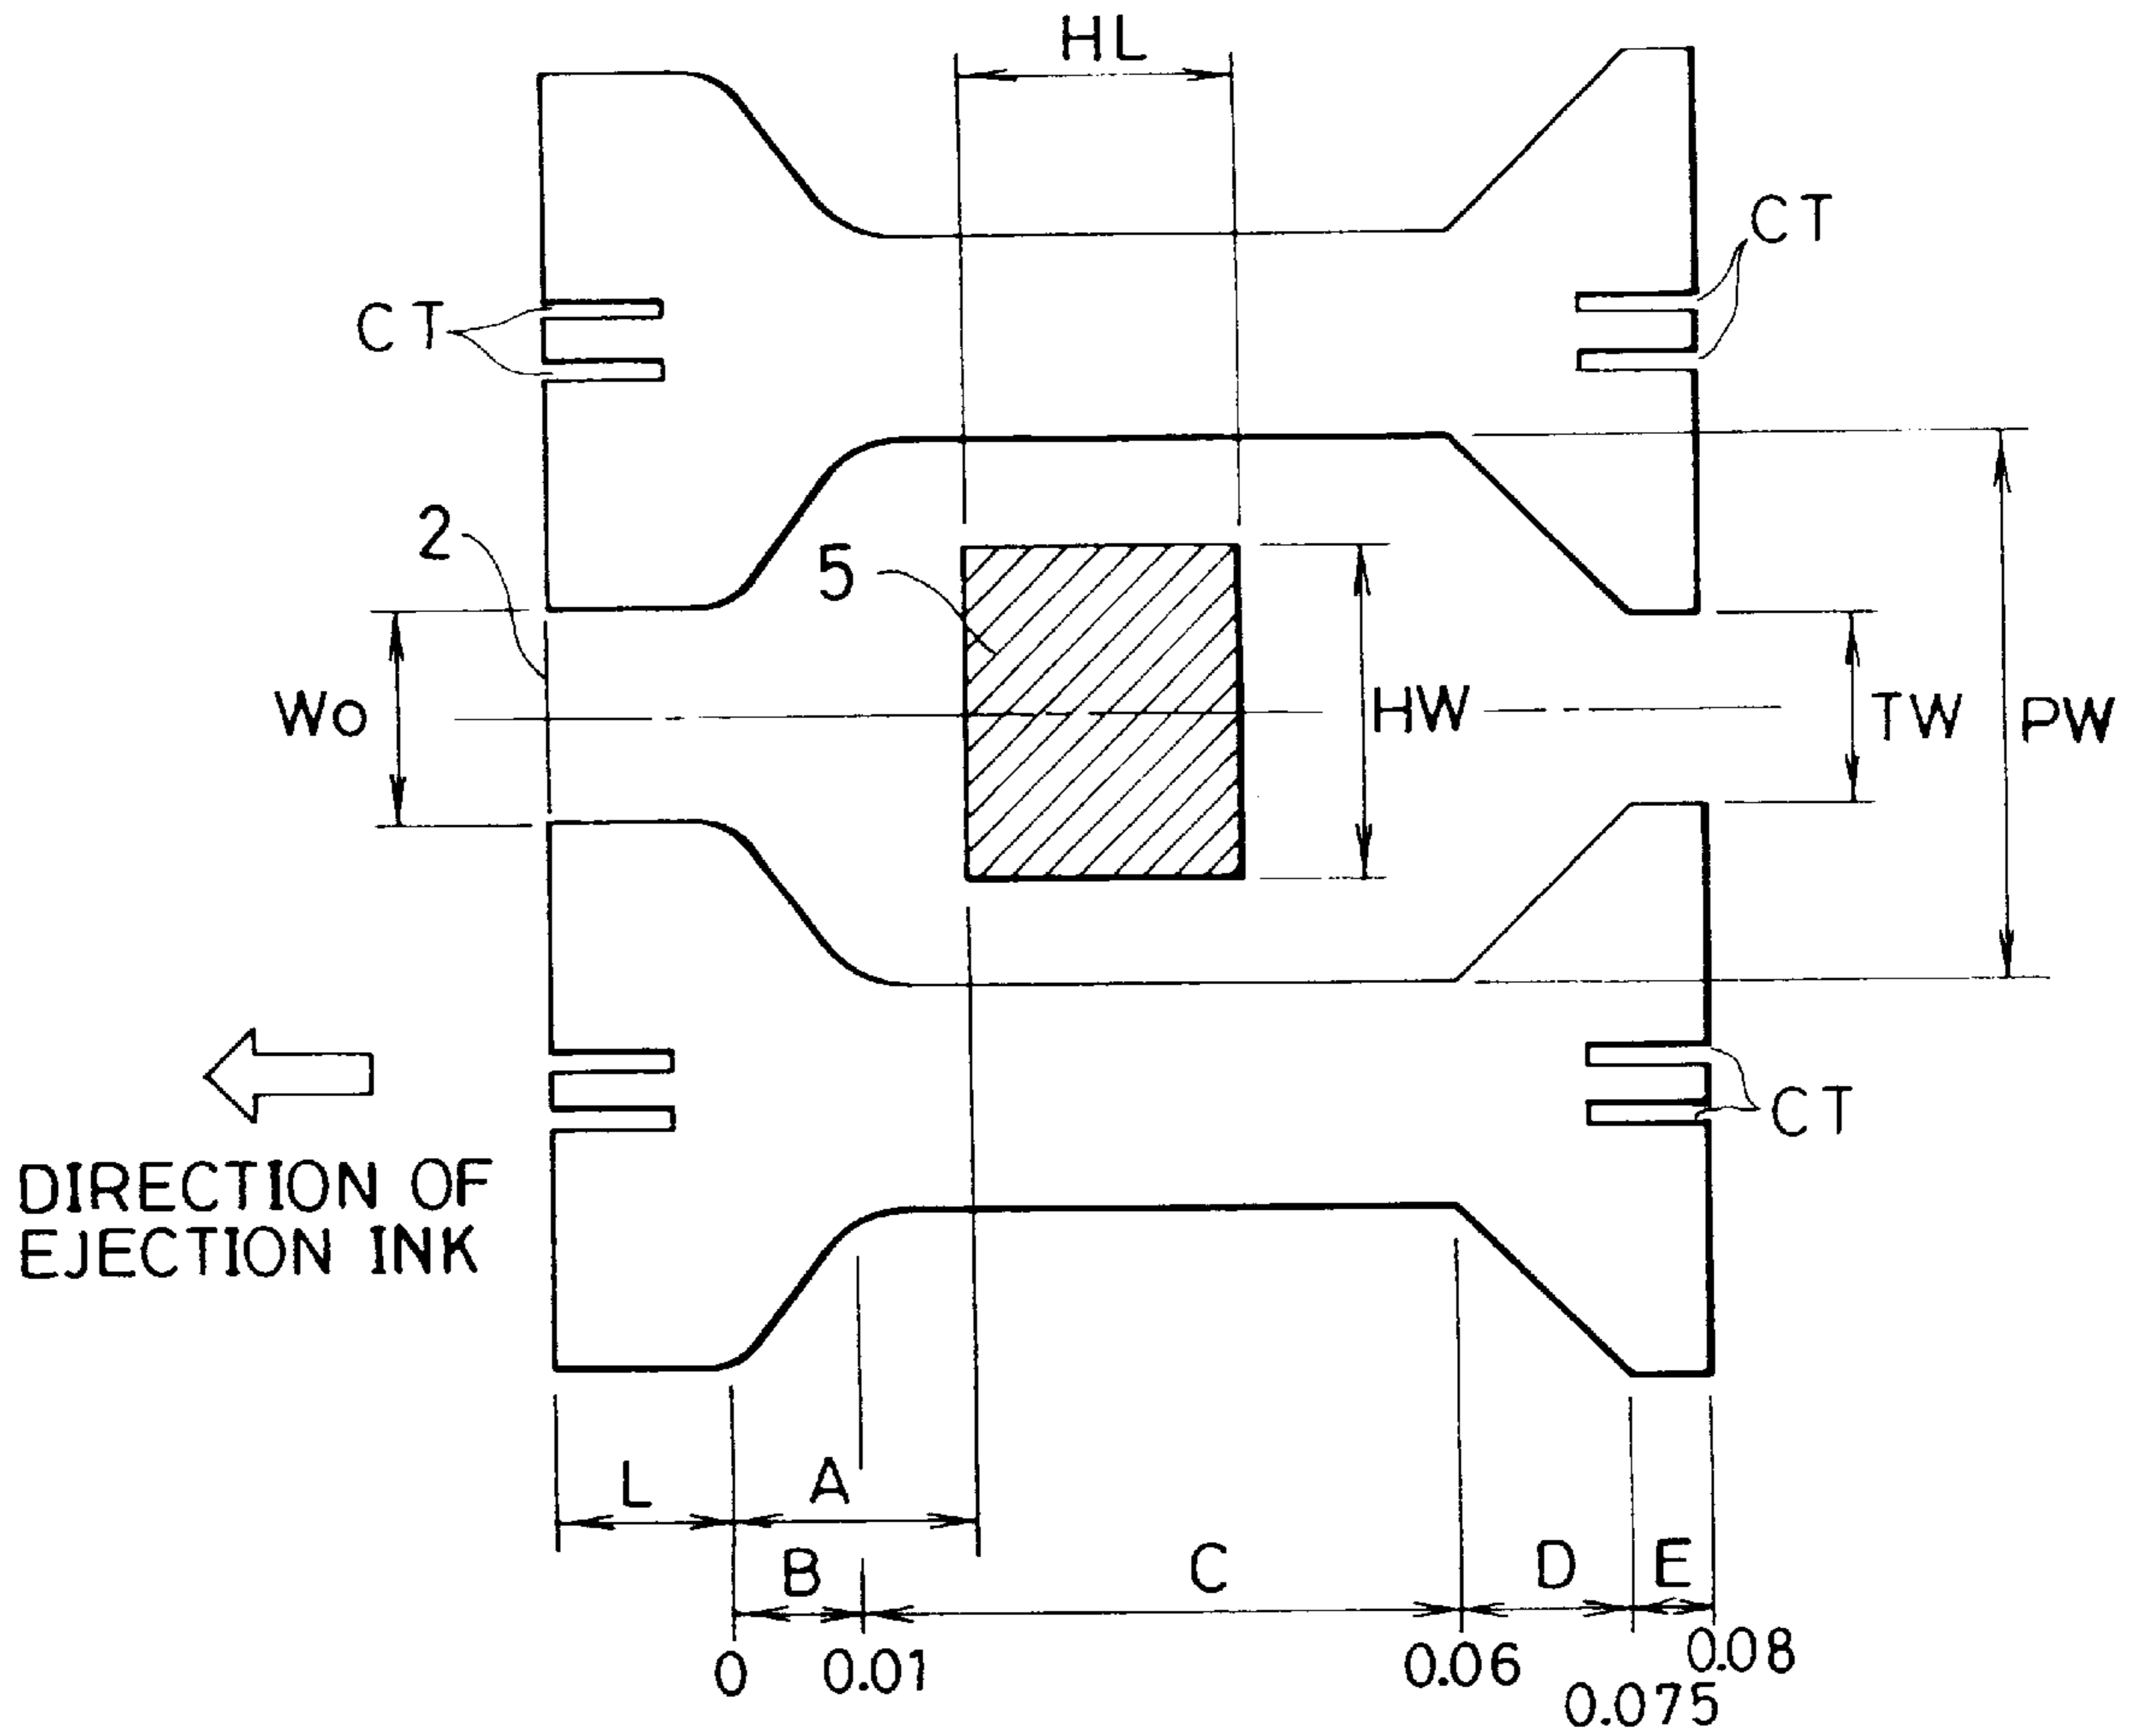 HL
CT
CT
2
5
Wo
HW
TW
PW
CT
DIRECTION OF
EJECTION INK
L
A
B
C
D
E
0
0.01
0.06
0.08
0.075